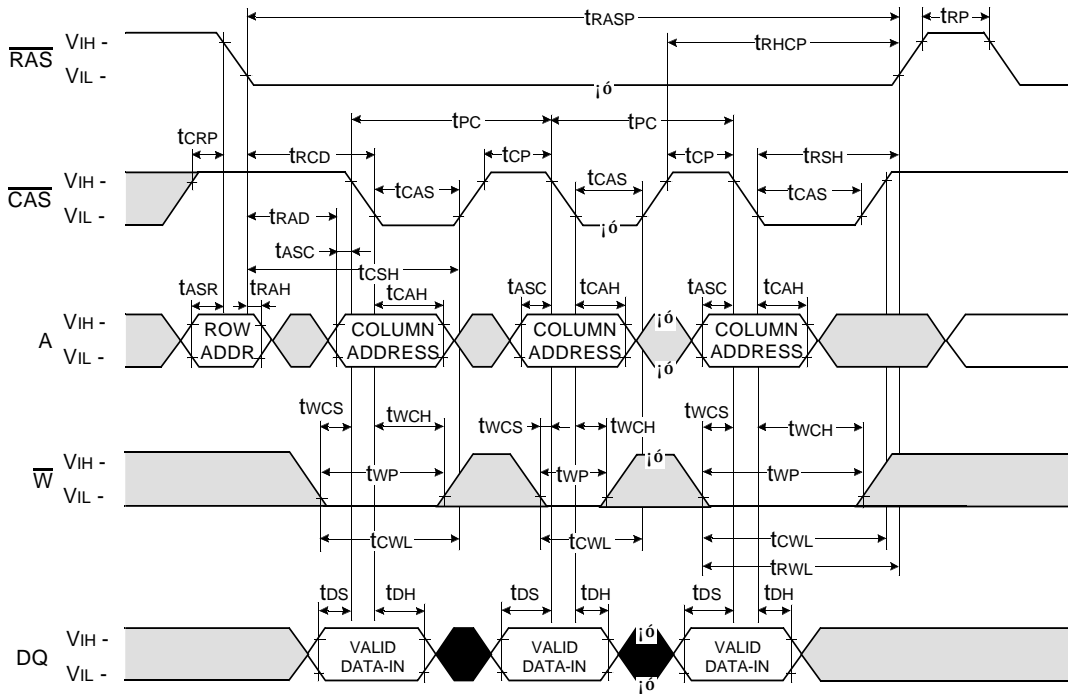 tRASP
tRP
tRHCP
RAS
VIH -
VIL -
¡ó
tPC
tPC
tCRP
tRCD
tCP
tCP
tRSH
CAS
VIH -
VIL -
tCAS
tCAS
tCAS
¡ó
tRAD
tASC
tCSH
tASR
tRAH
tCAH
tASC
tCAH
tASC
tCAH
A
VIH -
VIL -
ROW
ADDR
COLUMN
ADDRESS
COLUMN
ADDRESS
¡ó
¡ó
COLUMN
ADDRESS
tWCS
tWCH
tWCS
tWCH
tWCS
tWCH
W
VIH -
VIL -
tWP
tWP
¡ó
tWP
tCWL
tCWL
tCWL
tRWL
tDS
tDH
tDS
tDH
tDS
tDH
DQ
VIH -
VIL -
VALID
DATA-IN
VALID
DATA-IN
¡ó
¡ó
VALID
DATA-IN